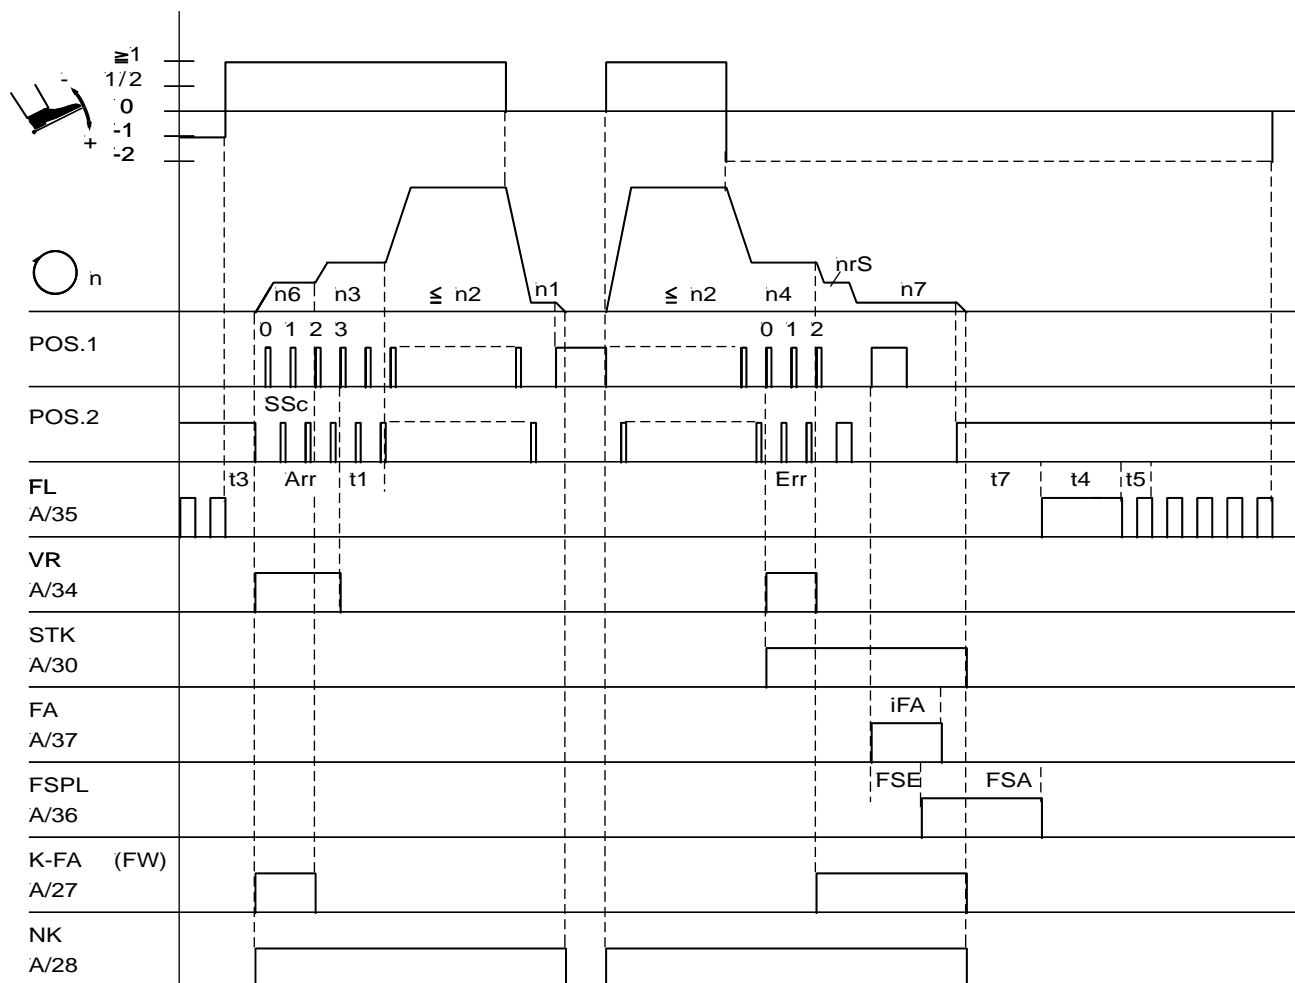 ≧1
- 1/2
0
-1
+
-2
n
n6 n3 ≦ n2 n1 ≦ n2 n4 nrS n7
POS.1
0 1 2 3 0 1 2
POS.2
SSc
FL
A/35
t3 Arr t1 Err t7 t4 t5
VR
A/34
STK
A/30
FA
A/37
iFA
FSPL
A/36
FSE FSA
K-FA (FW)
A/27
NK
A/28